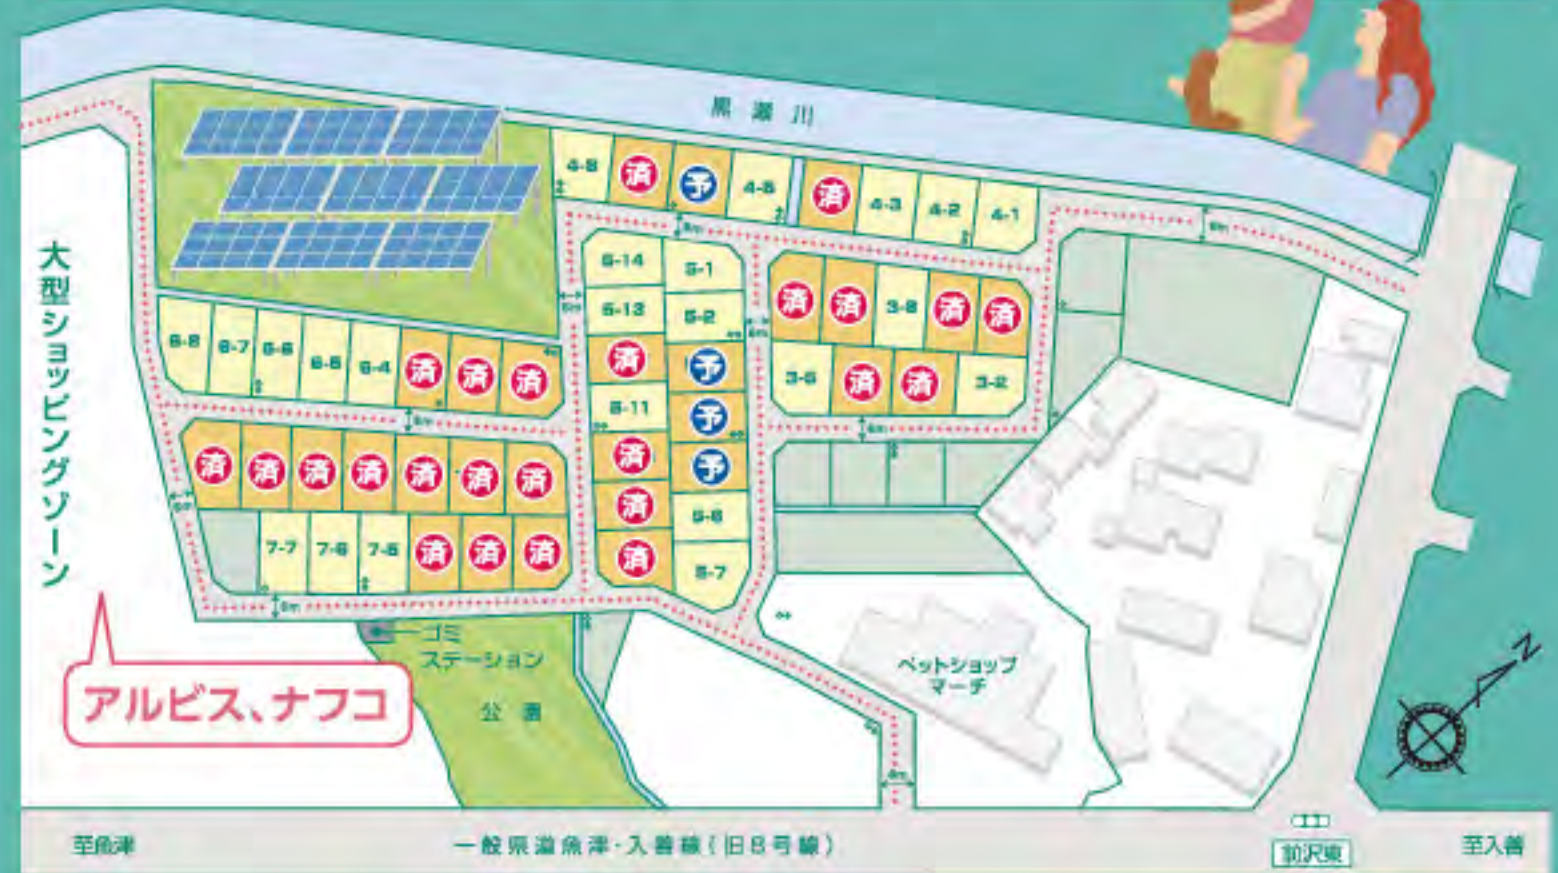 黒瀬川
4-8
済
予
4-5
済
4-3
4-2
4-1
8m
6m
大型ショッピングゾーン
5-14
5-1
5-13
5-2
6m
6m
済
済
3-8
済
済
6-8
6-7
6-6
6-5
6-4
済
済
済
済
予
3-5
済
済
3-2
5-11
予
6m
6m
済
済
済
済
済
済
済
済
予
済
5-6
6m
7-7
7-6
7-5
済
済
済
済
5-7
6m
ゴミ
ステーション
公園
ペットショップ
マーチ
アルビス、ナフコ
6m
N
至魚津
一般県道魚津・入善線(旧8号線)
前沢東
至入善